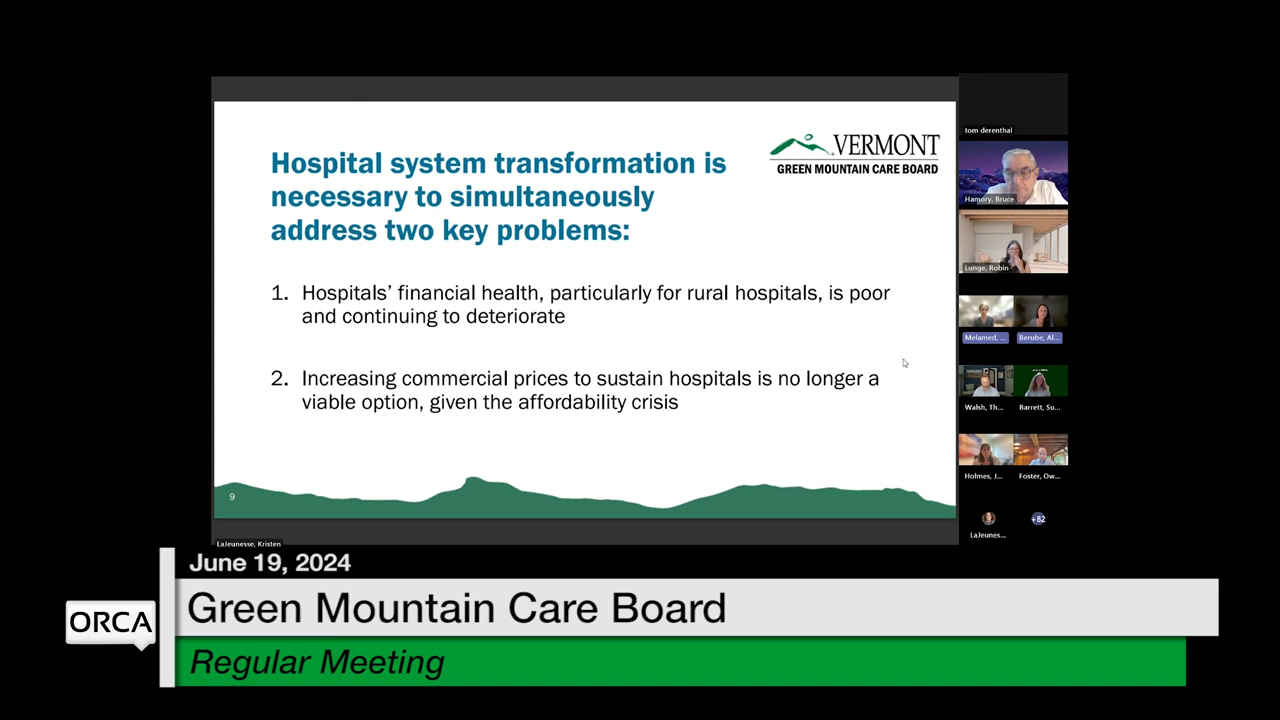 tom derenthal
VERMONT
GREEN MOUNTAIN CARE BOARD
Hospital system transformation is
necessary to simultaneously
address two key problems:
Hamory, Bruce
Lunge, Robin
1. Hospitals’ financial health, particularly for rural hospitals, is poor
and continuing to deteriorate
Melamed, ...
Berube, Al...
2. Increasing commercial prices to sustain hospitals is no longer a
viable option, given the affordability crisis
Walsh, Th...
Barrett, Su...
Holmes, J...
Foster, Ow...
9
+82
LaJeunes...
LaJeunesse, Kristen
June 19, 2024
ORCA
Green Mountain Care Board
Regular Meeting